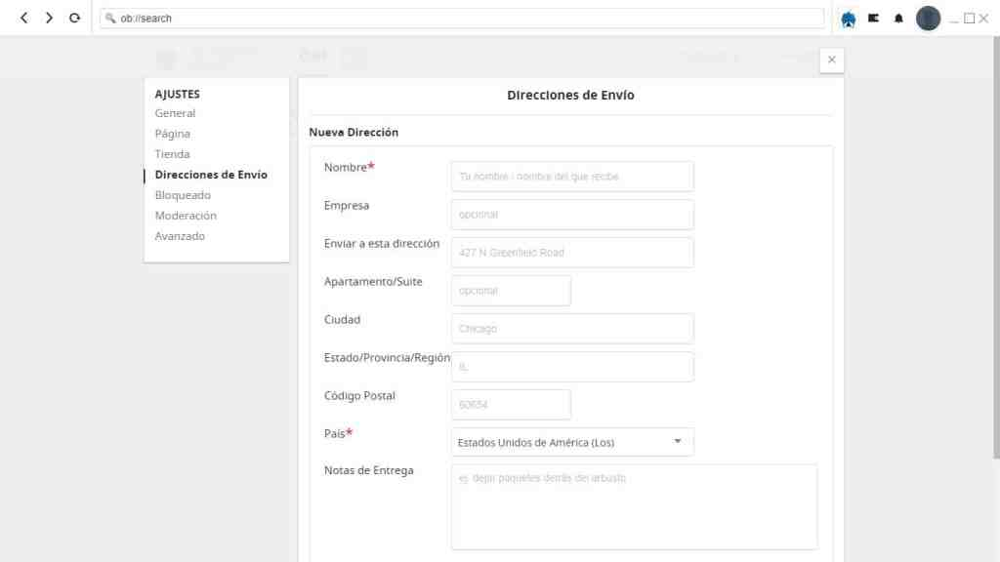 ob://search
AJUSTES
General
Página
Tienda
Direcciones de Envío
Bloqueado
Moderación
Avanzado
Direcciones de Envío
Nueva Dirección
Nombre*
Tu nombre / nombre del que recibe
Empresa
opcional
Enviar a esta dirección
427 N Greenfield Road
Apartamento/Suite
opcional
Ciudad
Chicago
Estado/Provincia/Región
IL
Código Postal
60654
País*
Estados Unidos de América (Los)
Notas de Entrega
ej. dejar paquetes detrás del arbusto